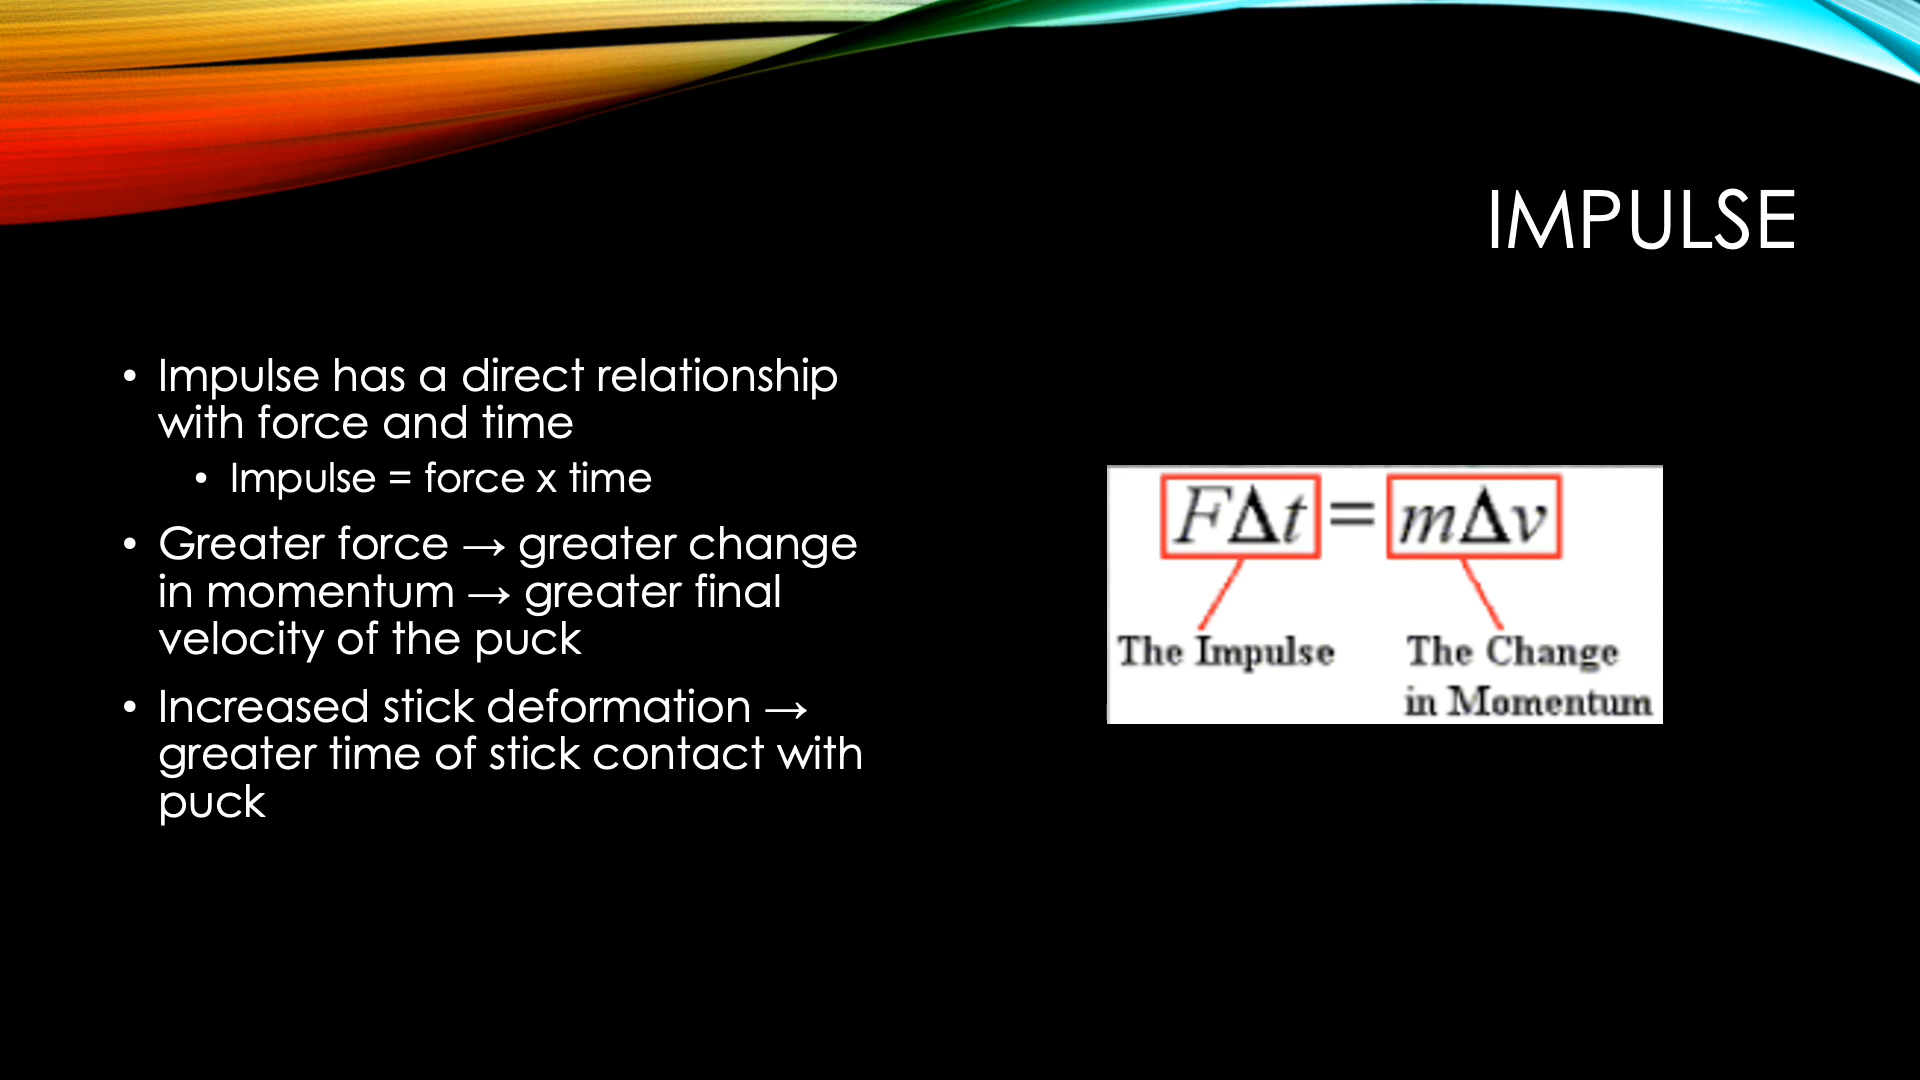 IMPULSE
• Impulse has a direct relationship
with force and time
• Impulse = force x time
• Greater force → greater change
in momentum → greater final
velocity of the puck
• Increased stick deformation →
greater time of stick contact with
puck
FΔt = mΔv
The Impulse The Change
in Momentum